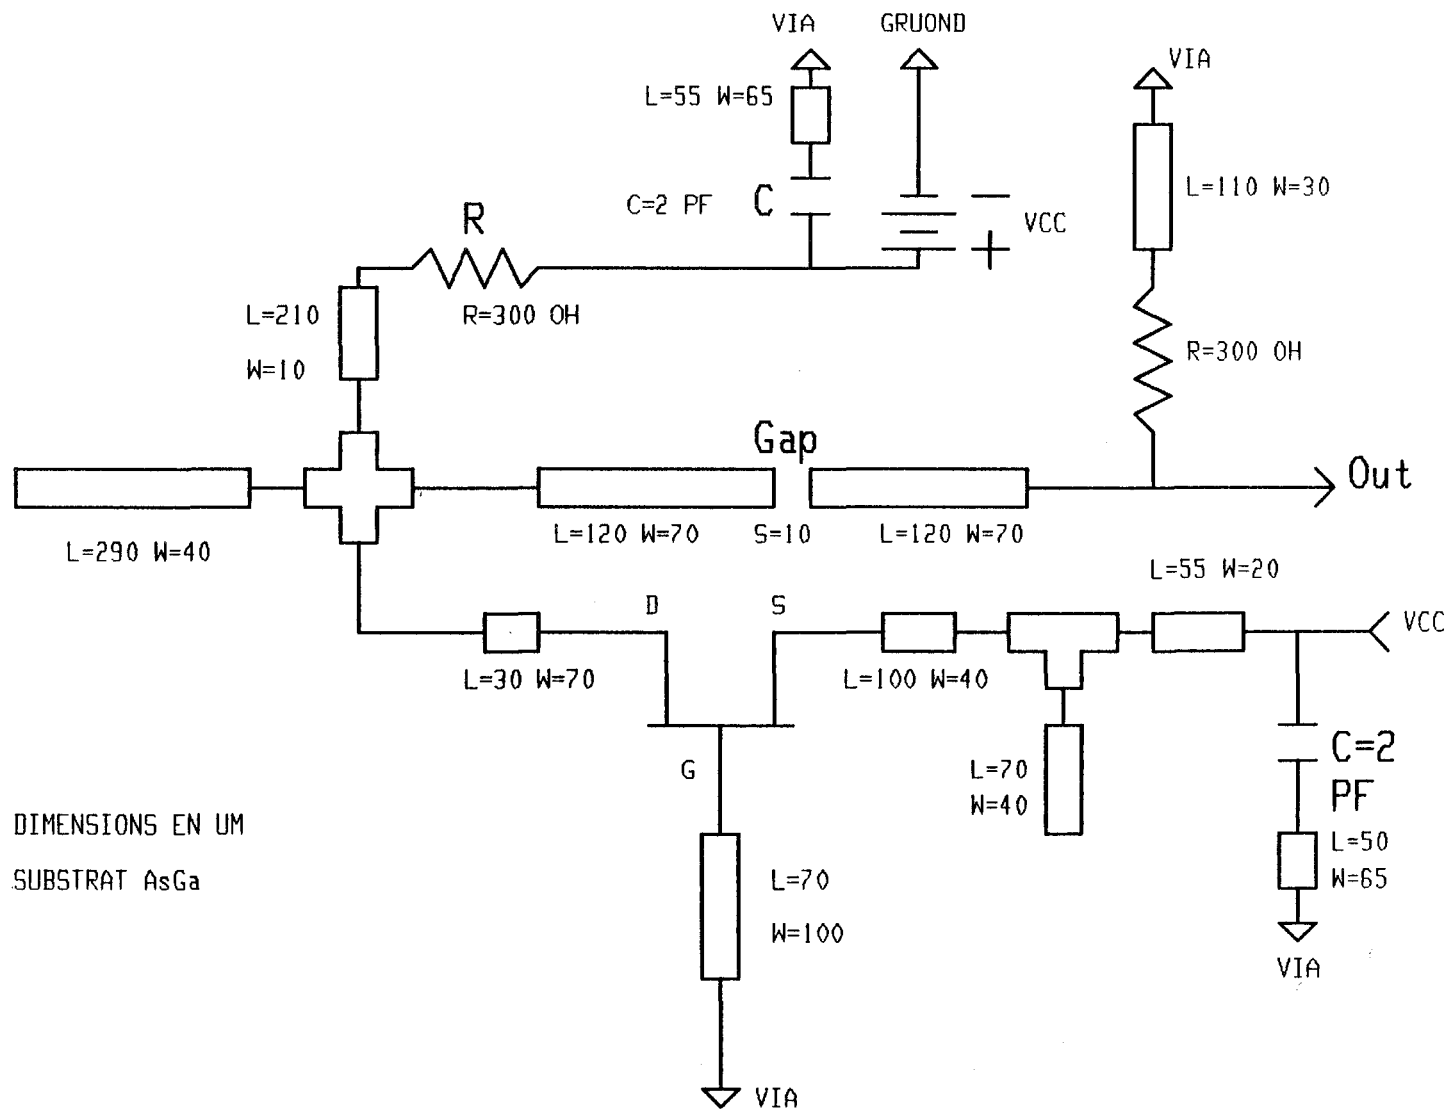 VIA
GRUOND
VIA
L=55 W=65
L=110 W=30
C=2 PF
C
VCC
R
L=210
R=300 OH
W=10
R=300 OH
Gap
Out
L=290 W=40
L=120 W=70
S=10
L=120 W=70
L=55 W=20
D
S
VCC
L=30 W=70
L=100 W=40
G
L=70
W=40
C=2
PF
DIMENSIONS EN UM
L=50
W=65
SUBSTRAT AsGa
L=70
W=100
VIA
VIA